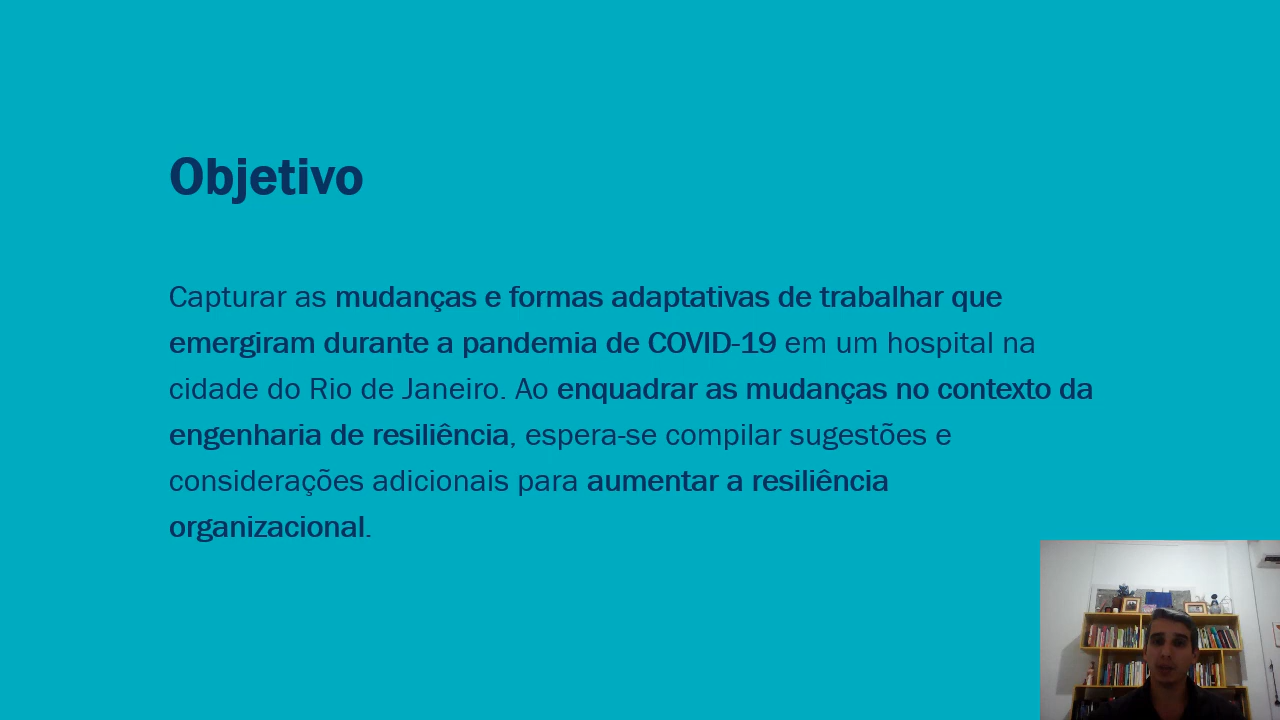 Objetivo
Capturar as mudanças e formas adaptativas de trabalhar que
emergiram durante a pandemia de COVID-19 em um hospital na
cidade do Rio de Janeiro. Ao enquadrar as mudanças no contexto da
engenharia de resiliência, espera-se compilar sugestões e
considerações adicionais para aumentar a resiliência
organizacional.